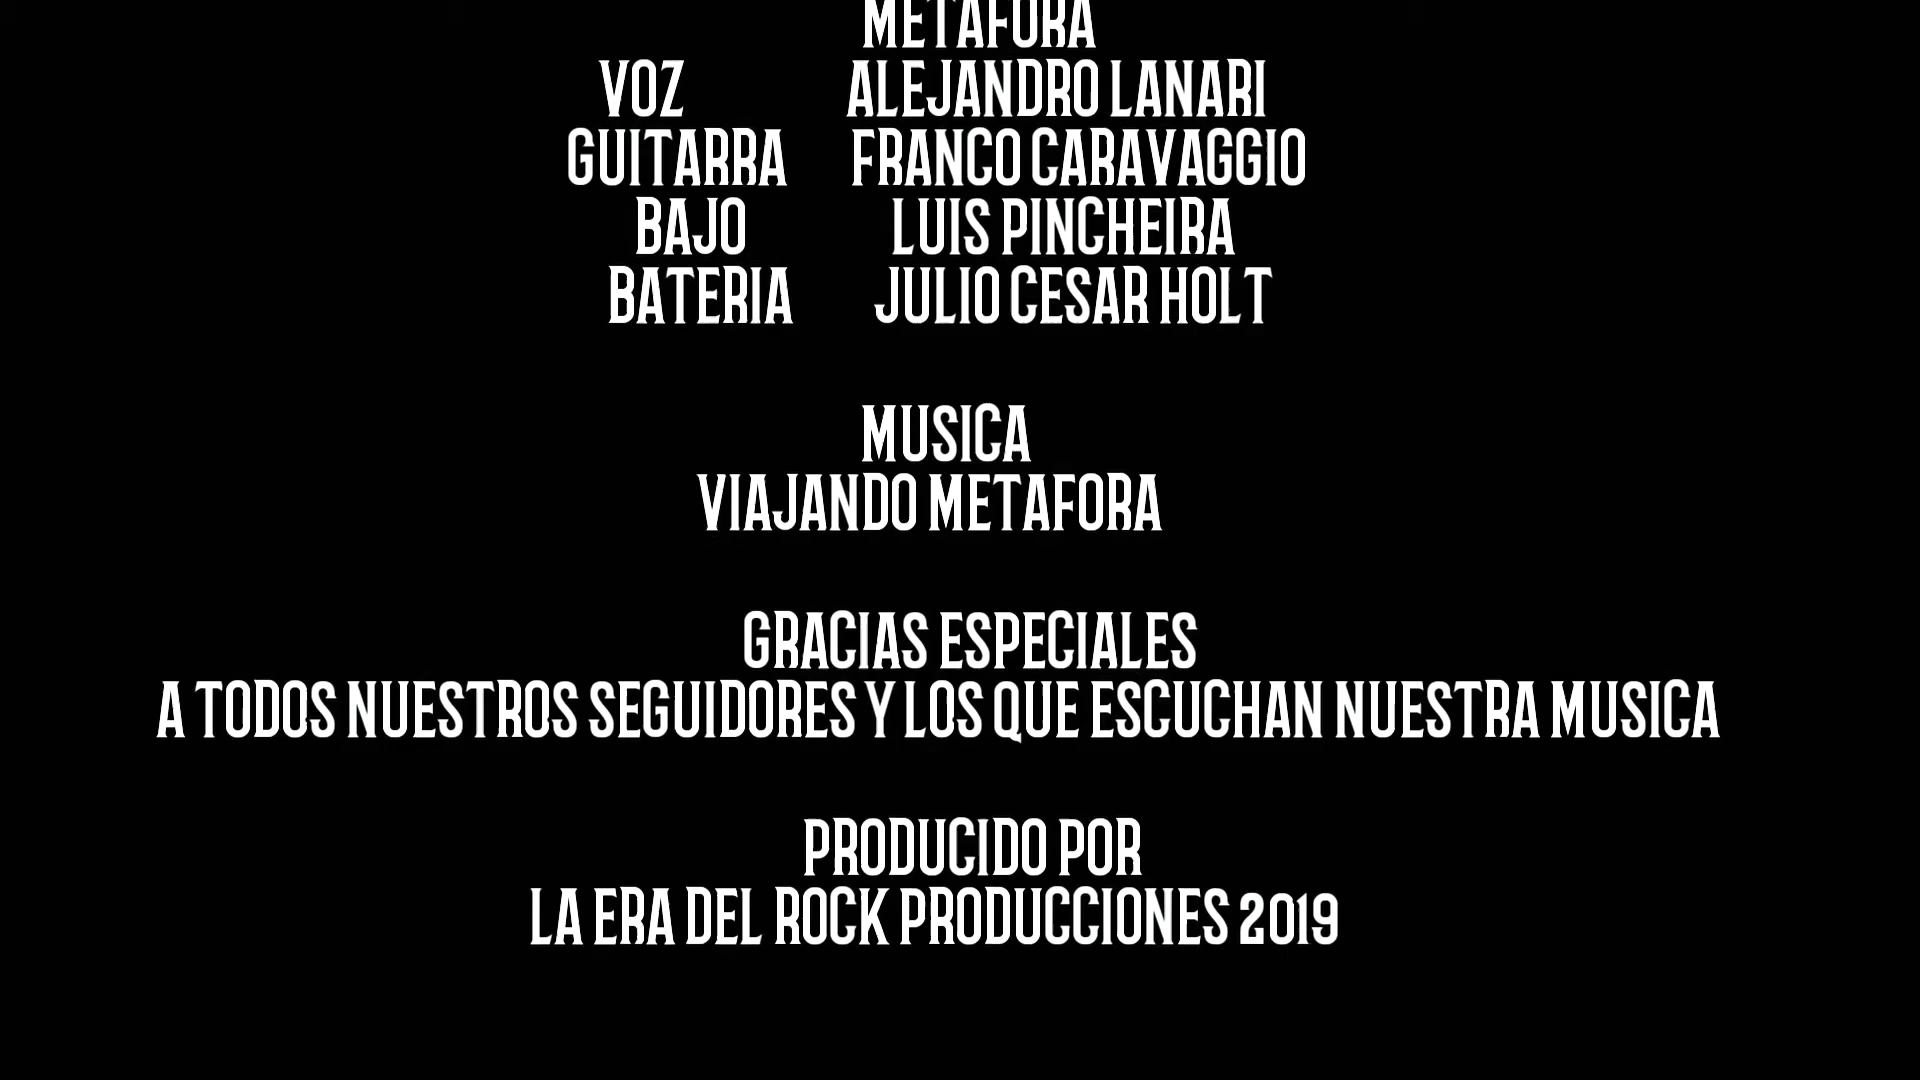 METAFORA
VOZ ALEJANDRO LANARI
GUITARRA FRANCO CARAVAGGIO
BAJO LUIS PINCHEIRA
BATERIA JULIO CESAR HOLT
MUSICA
VIAJANDO METAFORA
GRACIAS ESPECIALES
A TODOS NUESTROS SEGUIDORES Y LOS QUE ESCUCHAN NUESTRA MUSICA
PRODUCIDO POR
LA ERA DEL ROCK PRODUCCIONES 2019